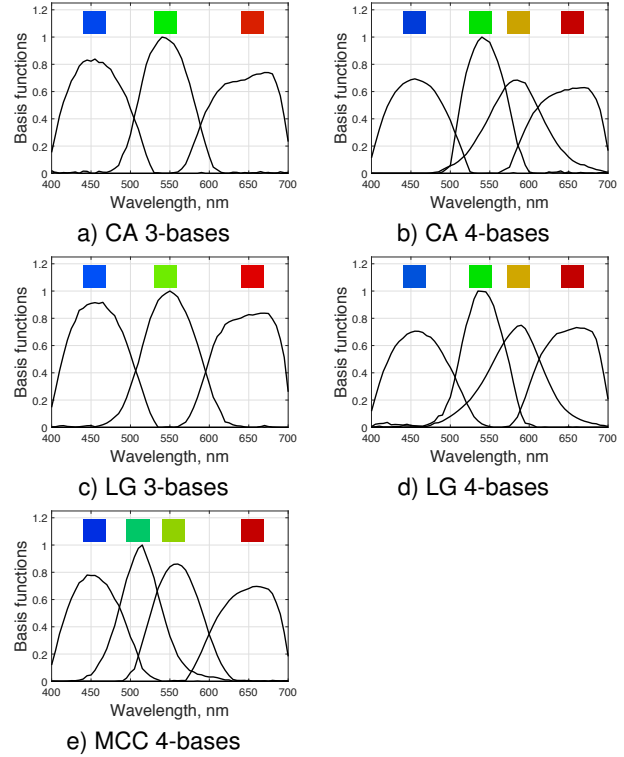 1.2
1
0.8
0.6
0.4
0.2
0
Basis functions
400 450 500 550 600 650 700
Wavelength, nm
a) CA 3-bases
1.2
1
0.8
0.6
0.4
0.2
0
Basis functions
400 450 500 550 600 650 700
Wavelength, nm
b) CA 4-bases
1.2
1
0.8
0.6
0.4
0.2
0
Basis functions
400 450 500 550 600 650 700
Wavelength, nm
c) LG 3-bases
1.2
1
0.8
0.6
0.4
0.2
0
Basis functions
400 450 500 550 600 650 700
Wavelength, nm
d) LG 4-bases
1.2
1
0.8
0.6
0.4
0.2
0
Basis functions
400 450 500 550 600 650 700
Wavelength, nm
e) MCC 4-bases